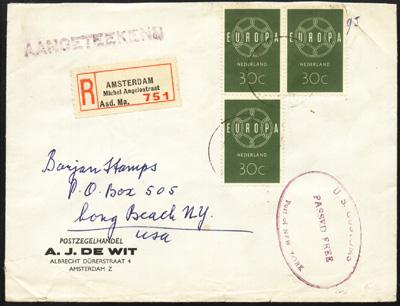 AANGETEKEND
R
AMSTERDAM
Michel Angelostraat
Asd. Ma. 751
EUROPA
NEDERLAND
30c
EUROPA
NEDERLAND
30c
EUROPA
NEDERLAND
30c
Barjan Stamps
P.O. Box 505
Long Beach N.Y.
USA
POSTZEGELHANDEL
A. J. DE WIT
ALBRECHT DÜRERSTRAAT 4
AMSTERDAM Z
U.S. CUSTOMS
PASSED FREE
Port of NEW YORK